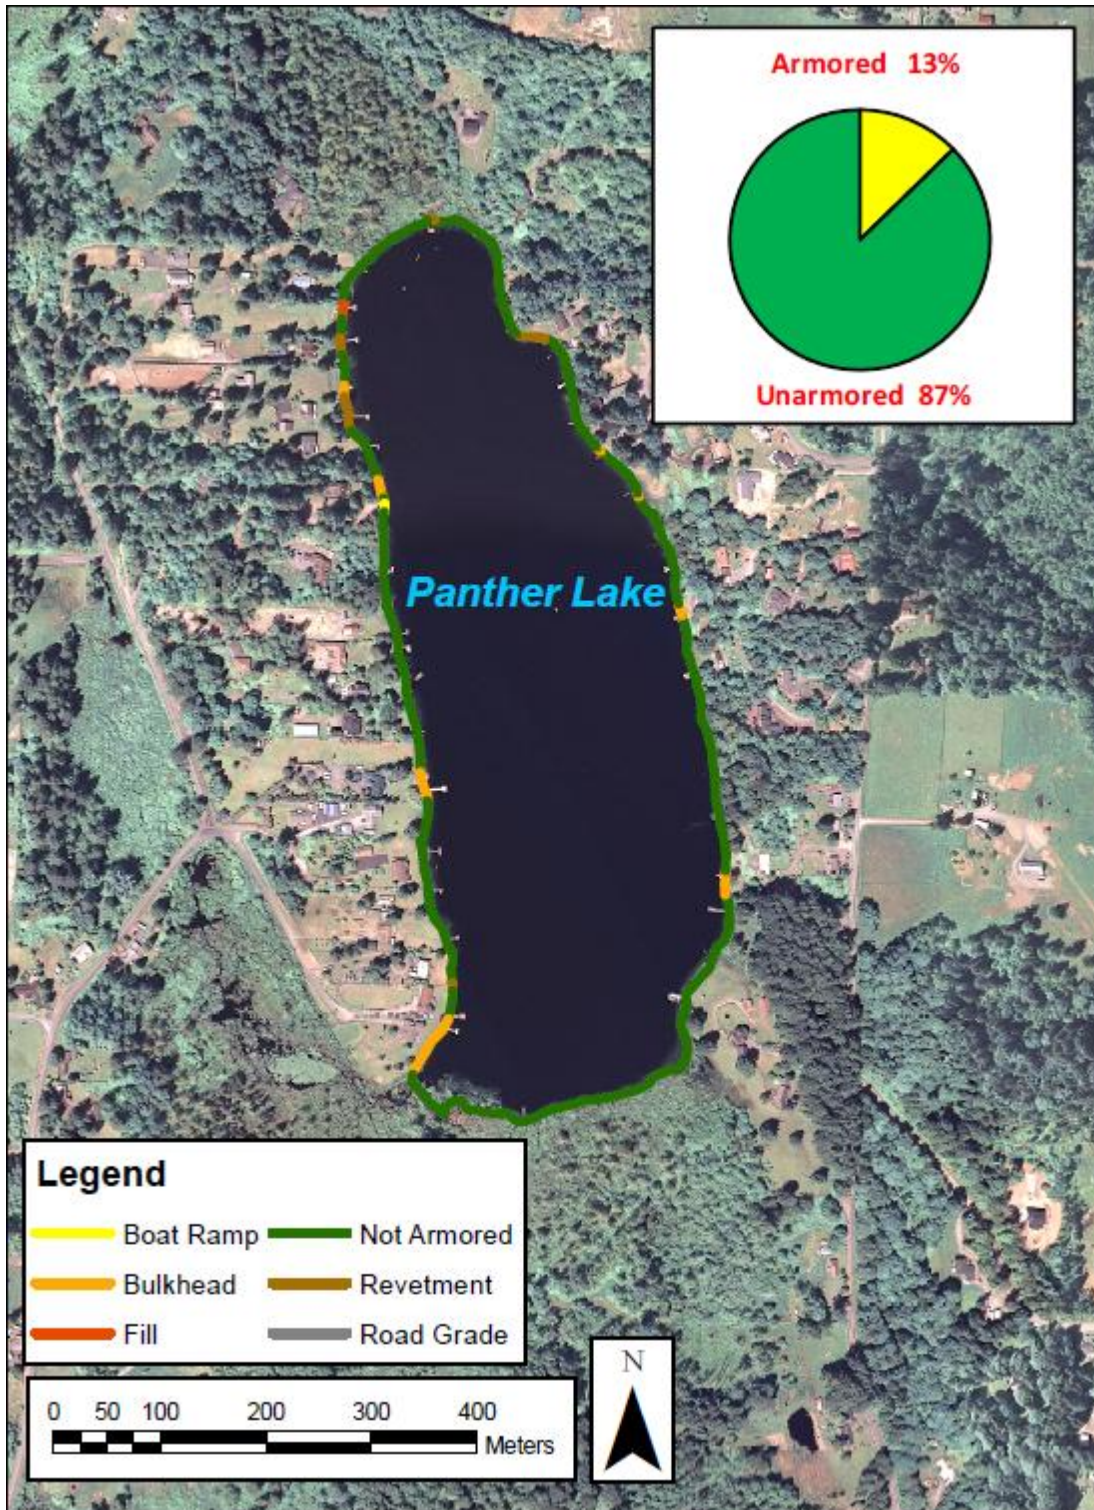 Armored 13%
Unarmored 87%
Panther Lake
Legend
Boat Ramp Not Armored
Bulkhead Revetment
Fill Road Grade
N
0 50 100 200 300 400
Meters